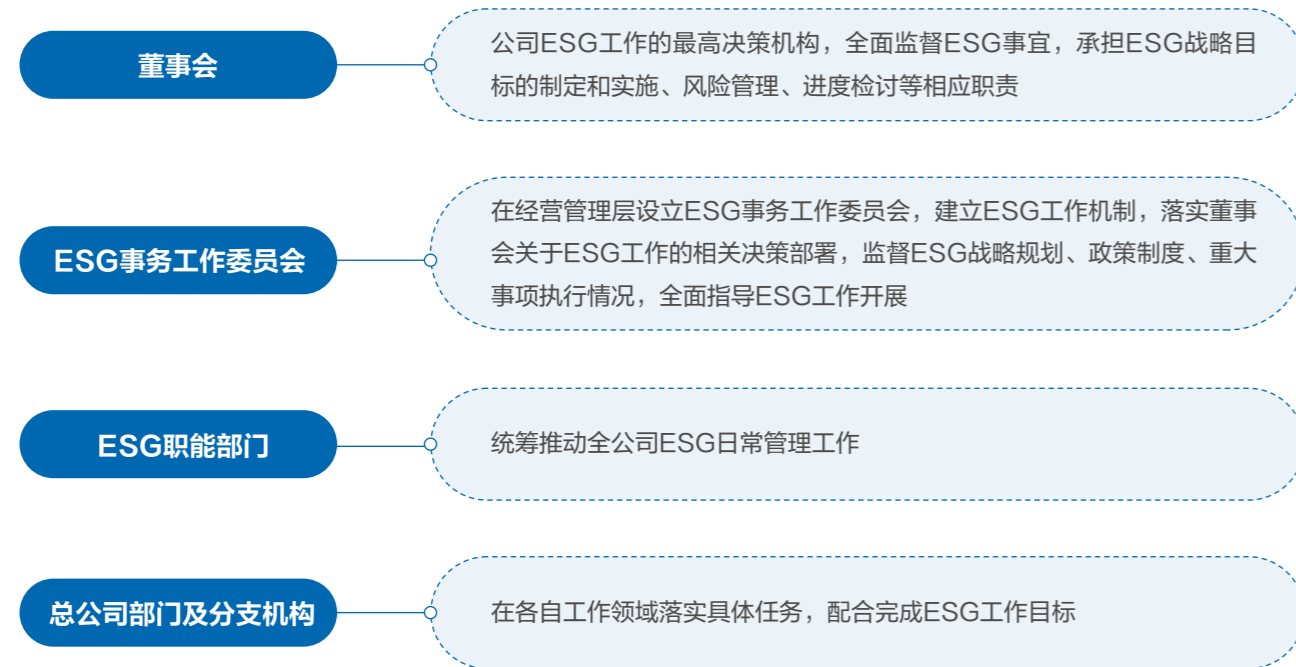 董事会
公司ESG工作的最高决策机构，全面监督ESG事宜，承担ESG战略目
标的制定和实施、风险管理、进度检讨等相应职责
ESG事务工作委员会
在经营管理层设立ESG事务工作委员会，建立ESG工作机制，落实董事
会关于ESG工作的相关决策部署，监督ESG战略规划、政策制度、重大
事项执行情况，全面指导ESG工作开展
ESG职能部门
统筹推动全公司ESG日常管理工作
总公司部门及分支机构
在各自工作领域落实具体任务，配合完成ESG工作目标